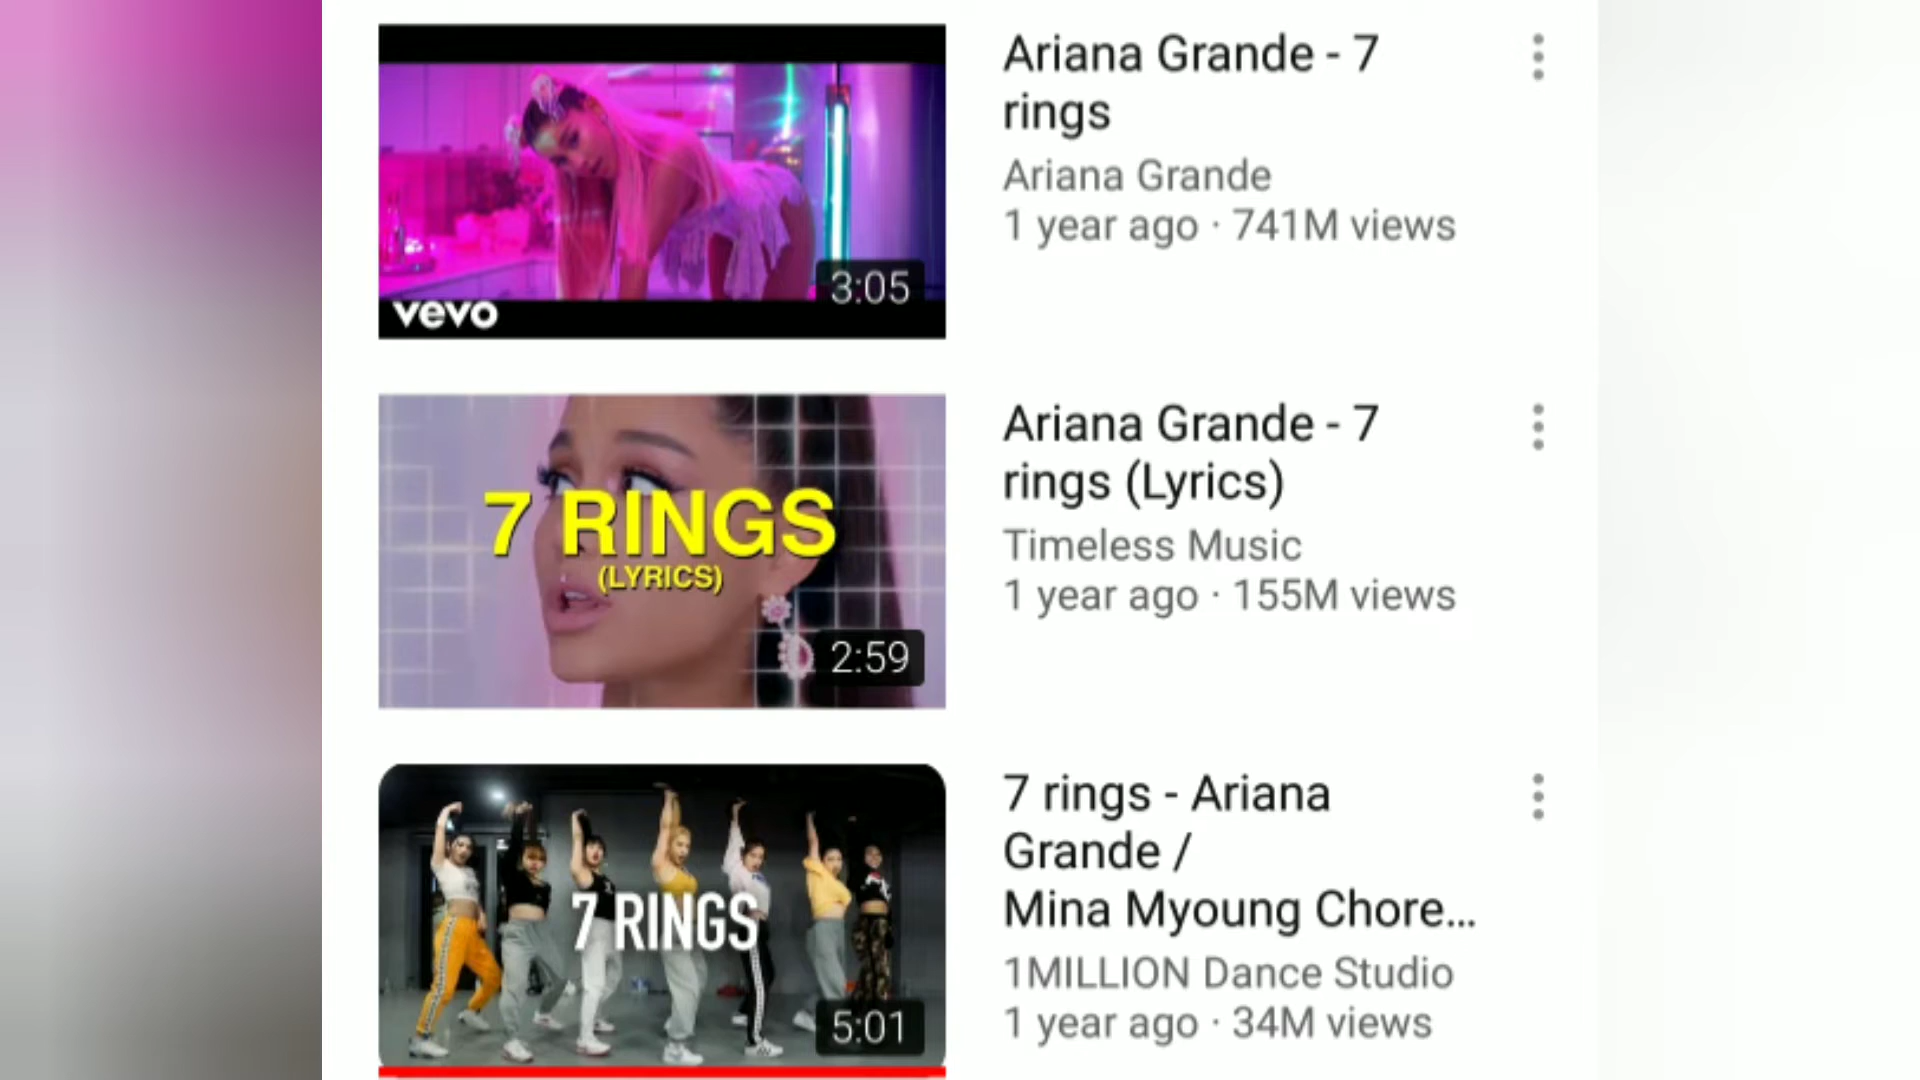 Ariana Grande - 7
rings
Ariana Grande
1 year ago · 741M views
3:05
vevo
Ariana Grande - 7
rings (Lyrics)
Timeless Music
1 year ago · 155M views
7 RINGS
(LYRICS)
2:59
7 rings - Ariana
Grande /
Mina Myoung Chore...
1MILLION Dance Studio
1 year ago · 34M views
7 RINGS
5:01